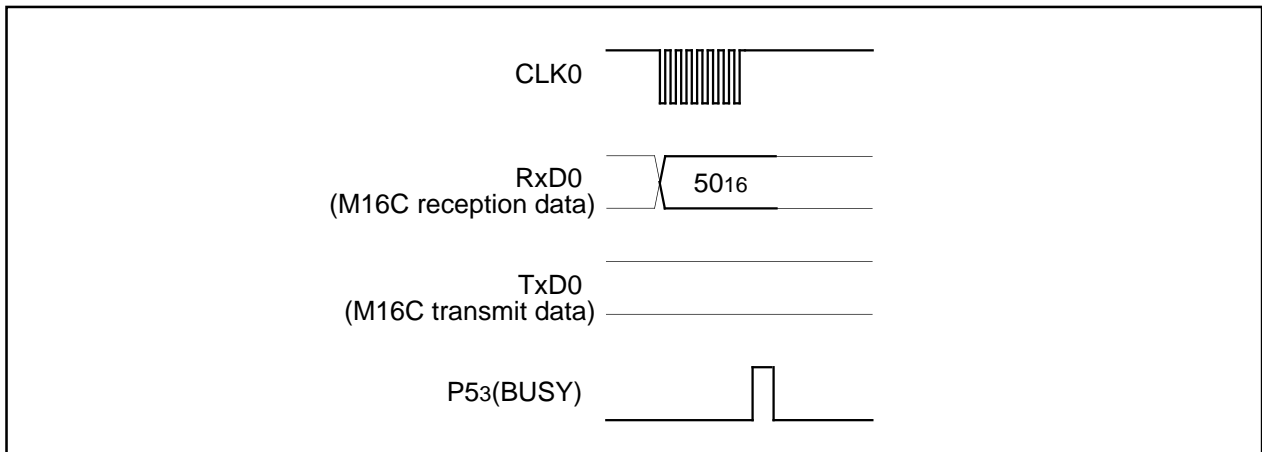 CLK0
RxD0
(M16C reception data)
5016
TxD0
(M16C transmit data)
P53(BUSY)